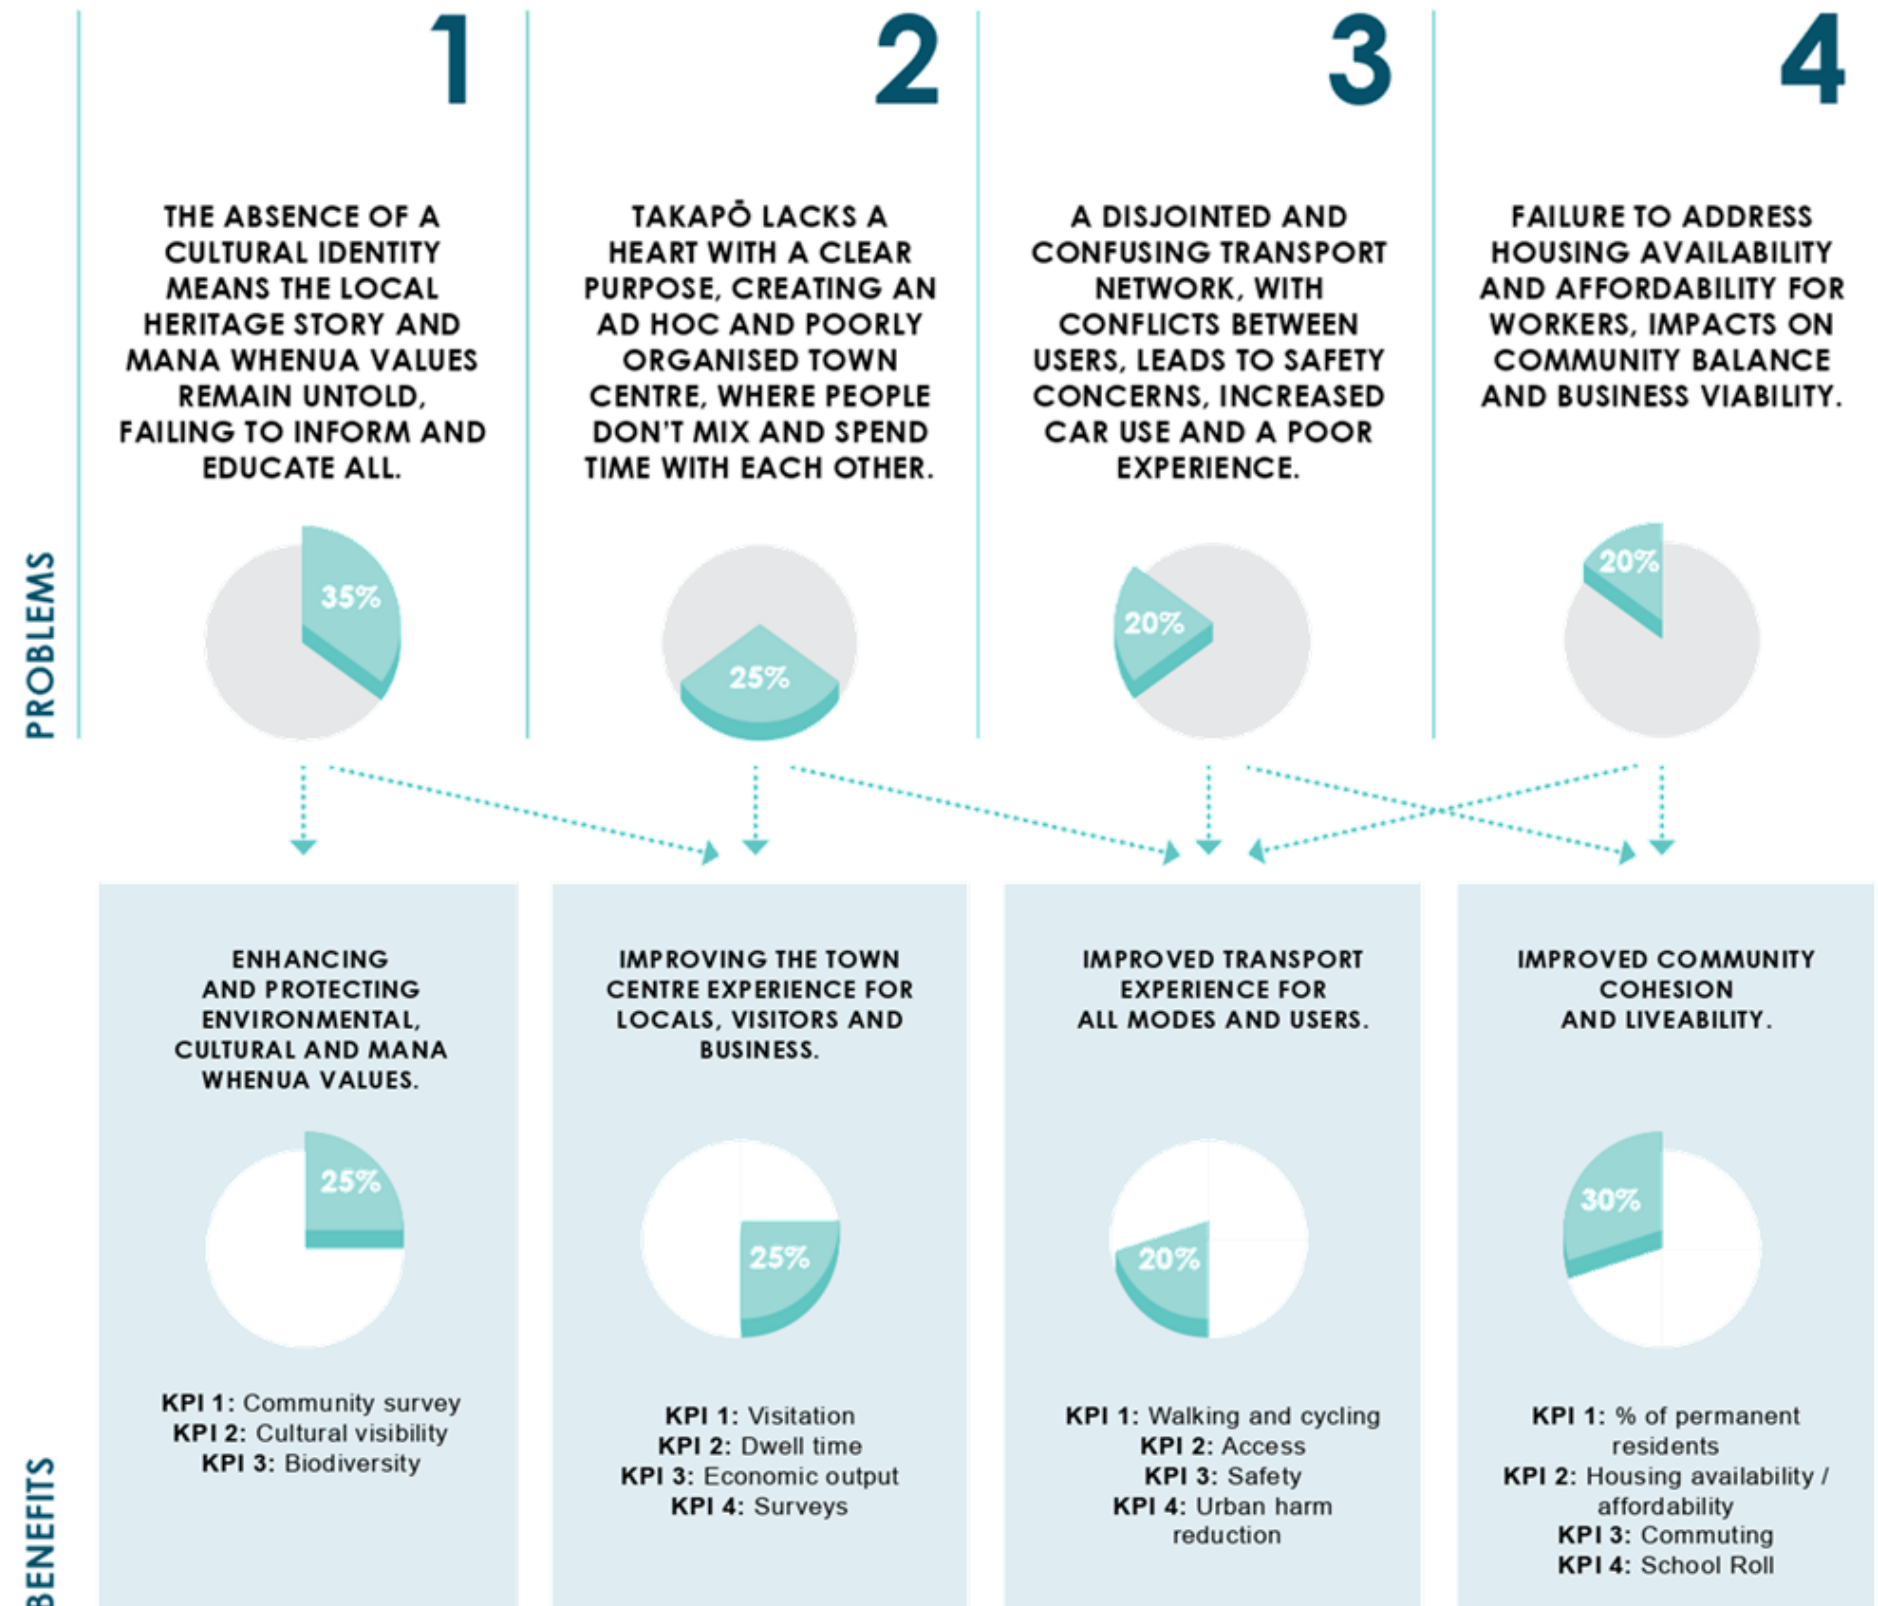 1
THE ABSENCE OF A
CULTURAL IDENTITY
MEANS THE LOCAL
HERITAGE STORY AND
MANA WHENUA VALUES
REMAIN UNTOLD,
FAILING TO INFORM AND
EDUCATE ALL.
35%
2
TAKAPŌ LACKS A
HEART WITH A CLEAR
PURPOSE, CREATING AN
AD HOC AND POORLY
ORGANISED TOWN
CENTRE, WHERE PEOPLE
DON'T MIX AND SPEND
TIME WITH EACH OTHER.
25%
3
A DISJOINTED AND
CONFUSING TRANSPORT
NETWORK, WITH
CONFLICTS BETWEEN
USERS, LEADS TO SAFETY
CONCERNS, INCREASED
CAR USE AND A POOR
EXPERIENCE.
20%
4
FAILURE TO ADDRESS
HOUSING AVAILABILITY
AND AFFORDABILITY FOR
WORKERS, IMPACTS ON
COMMUNITY BALANCE
AND BUSINESS VIABILITY.
20%
PROBLEMS
ENHANCING
AND PROTECTING
ENVIRONMENTAL,
CULTURAL AND MANA
WHENUA VALUES.
25%
KPI 1: Community survey
KPI 2: Cultural visibility
KPI 3: Biodiversity
IMPROVING THE TOWN
CENTRE EXPERIENCE FOR
LOCALS, VISITORS AND
BUSINESS.
25%
KPI 1: Visitation
KPI 2: Dwell time
KPI 3: Economic output
KPI 4: Surveys
IMPROVED TRANSPORT
EXPERIENCE FOR
ALL MODES AND USERS.
20%
KPI 1: Walking and cycling
KPI 2: Access
KPI 3: Safety
KPI 4: Urban harm
reduction
IMPROVED COMMUNITY
COHESION
AND LIVEABILITY.
30%
KPI 1: % of permanent
residents
KPI 2: Housing availability /
affordability
KPI 3: Commuting
KPI 4: School Roll
BENEFITS